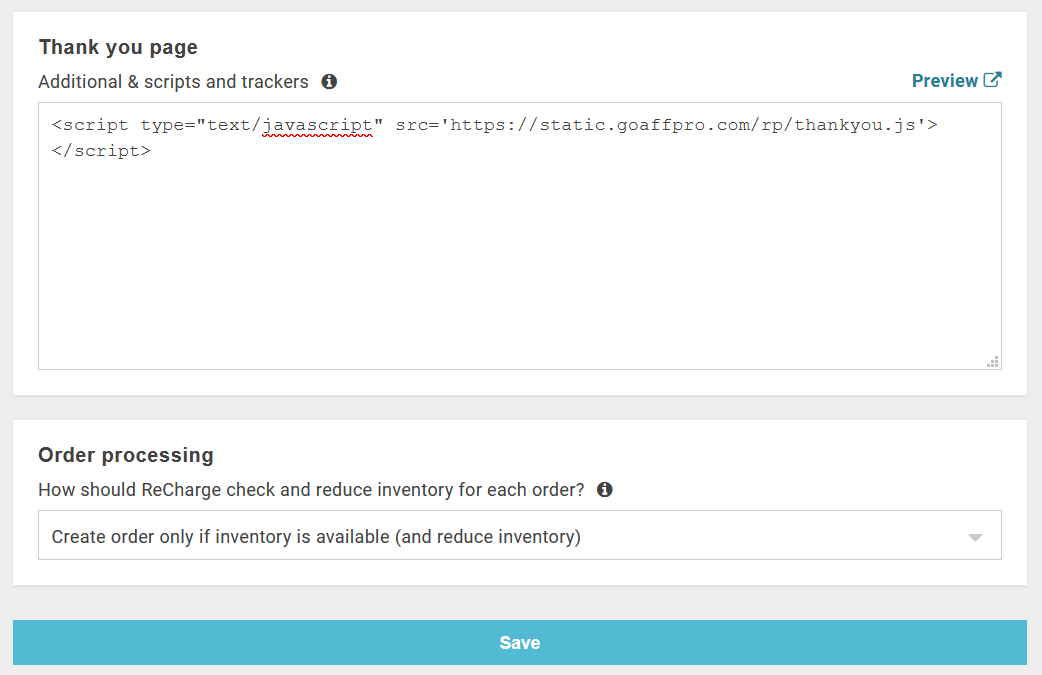 Thank you page
Additional & scripts and trackers
Preview
<script type="text/javascript" src='https://static.goaffpro.com/rp/thankyou.js'>
</script>
Order processing
How should ReCharge check and reduce inventory for each order?
Create order only if inventory is available (and reduce inventory)
Save